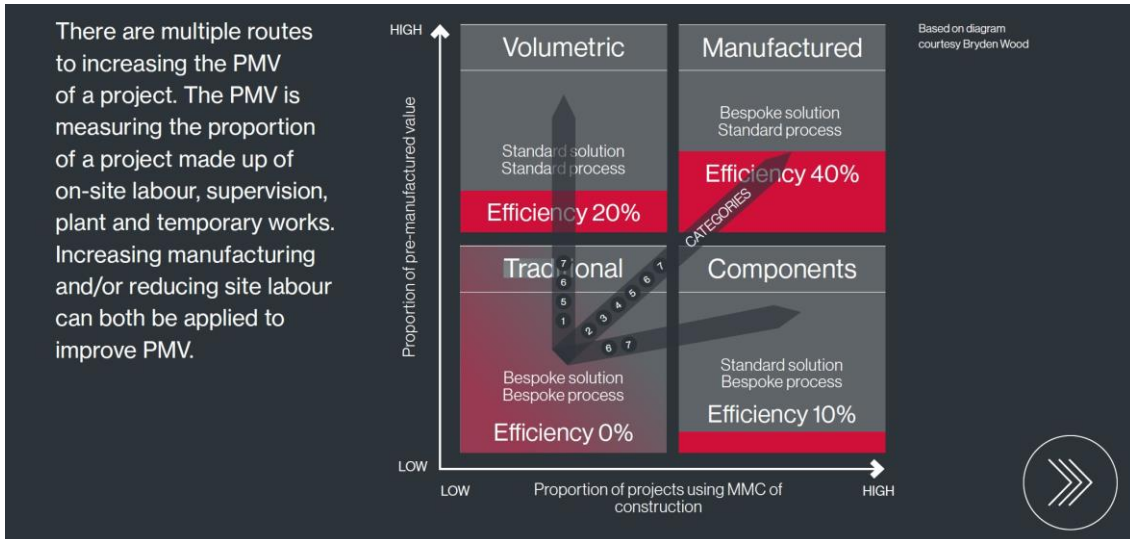 There are multiple routes
to increasing the PMV
of a project. The PMV is
measuring the proportion
of a project made up of
on-site labour, supervision,
plant and temporary works.
Increasing manufacturing
and/or reducing site labour
can both be applied to
improve PMV.
HIGH
Proportion of pre-manufactured value
LOW
Volumetric
Standard solution
Standard process
Efficiency 20%
Manufactured
Bespoke solution
Standard process
Efficiency 40%
CATEGORIES
Traditional
7
6
5
1
2 3 4 5 6 7
6 7
Bespoke solution
Bespoke process
Efficiency 0%
Components
Standard solution
Bespoke process
Efficiency 10%
LOW
Proportion of projects using MMC of
construction
HIGH
Based on diagram
courtesy Bryden Wood